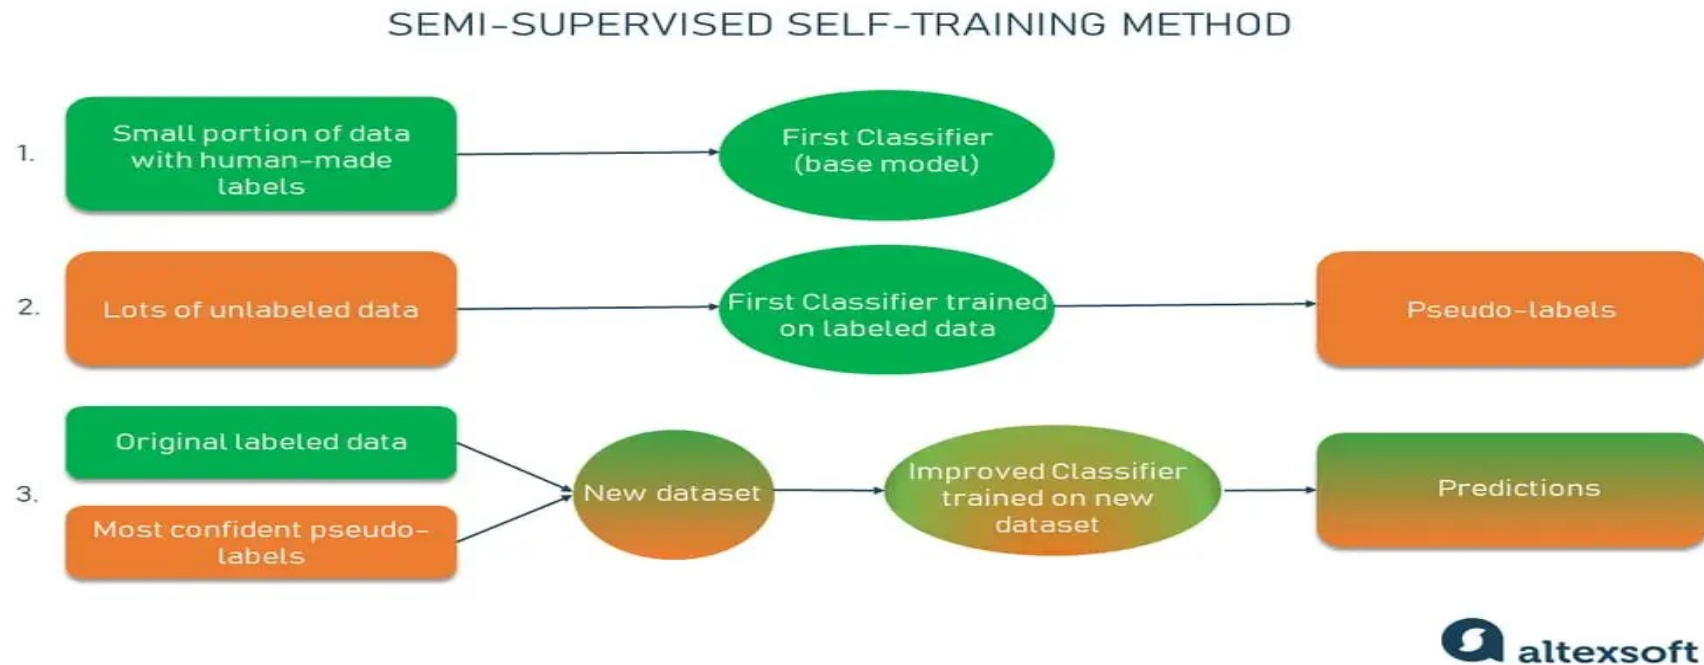 SEMI-SUPERVISED SELF-TRAINING METHOD
1.
Small portion of data
with human-made
labels
First Classifier
(base model)
2.
Lots of unlabeled data
First Classifier trained
on labeled data
Pseudo-labels
3.
Original labeled data
Most confident pseudo-
labels
New dataset
Improved Classifier
trained on new
dataset
Predictions
altexsoft